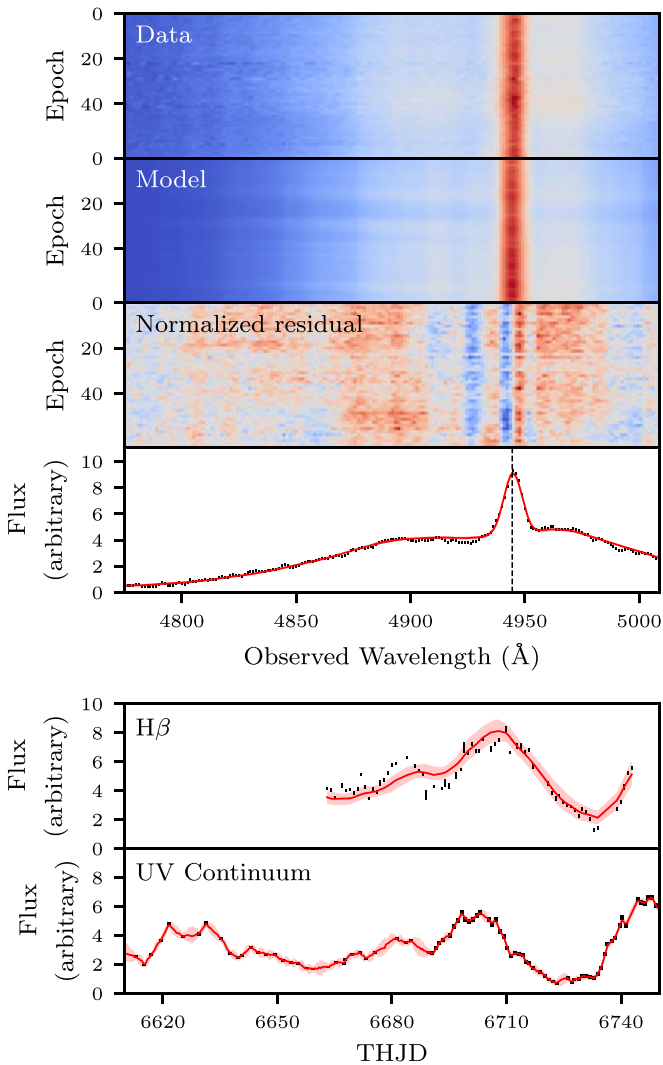 0
Data
20
Epoch
40
0
Model
20
Epoch
40
0
Normalized residual
20
Epoch
40
10
8
6
4
2
0
Flux
(arbitrary)
4800 4850 4900 4950 5000
Observed Wavelength (Å)
10
Hβ
8
6
4
2
0
Flux
(arbitrary)
UV Continuum
8
6
4
2
0
Flux
(arbitrary)
6620 6650 6680 6710 6740
THJD